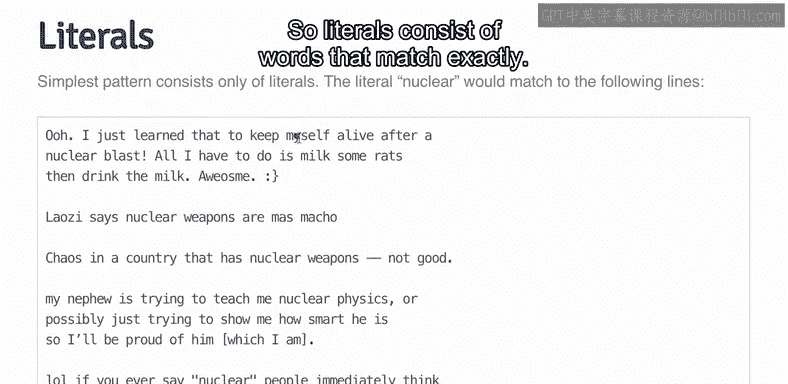 GPT中英字幕课程资源@bilibili.com
Literals
So literals consist of
words that match exactly.
Simplest pattern consists only of literals. The literal “nuclear” would match to the following lines:
Ooh. I just learned that to keep myself alive after a
nuclear blast! All I have to do is milk some rats
then drink the milk. Aweosme. :}
Laozi says nuclear weapons are mas macho
Chaos in a country that has nuclear weapons -- not good.
my nephew is trying to teach me nuclear physics, or
possibly just trying to show me how smart he is
so I’ll be proud of him [which I am].
lol if you ever say "nuclear" people immediately think